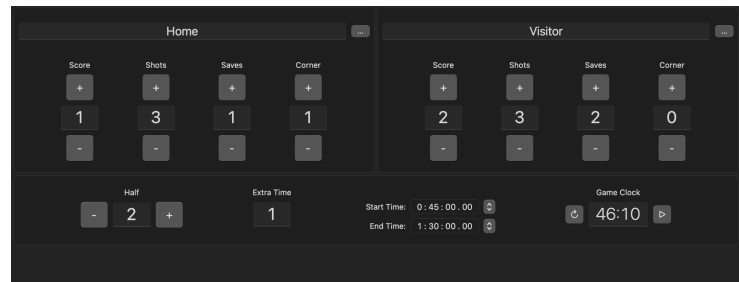 Home ... Visitor ...
Score Shots Saves Corner Score Shots Saves Corner
+ + + + + + + +
1 3 1 1 2 3 2 0
- - - - - - - -
Half Extra Time Game Clock
- 2 + 1 Start Time: 0:45:00.00 46:10
End Time: 1:30:00.00